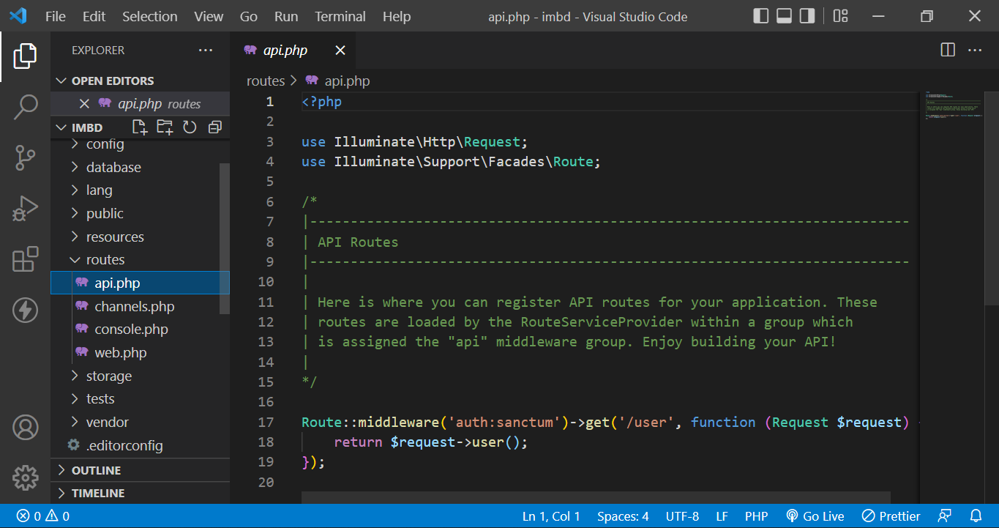 File Edit Selection View Go Run Terminal Help api.php - imbd - Visual Studio Code
EXPLORER
OPEN EDITORS
api.php routes
IMBD
config
database
lang
public
resources
routes
api.php
channels.php
console.php
web.php
storage
tests
vendor
.editorconfig
OUTLINE
TIMELINE
api.php
routes > api.php
1 <?php
2
3 use Illuminate\Http\Request;
4 use Illuminate\Support\Facades\Route;
5
6 /*
7 |--------------------------------------------------------------------------
8 | API Routes
9 |--------------------------------------------------------------------------
10 |
11 | Here is where you can register API routes for your application. These
12 | routes are loaded by the RouteServiceProvider within a group which
13 | is assigned the "api" middleware group. Enjoy building your API!
14 |
15 */
16
17 Route::middleware('auth:sanctum')->get('/user', function (Request $request)
18     return $request->user();
19 });
20
0 0 Ln 1, Col 1 Spaces: 4 UTF-8 LF PHP Go Live Prettier